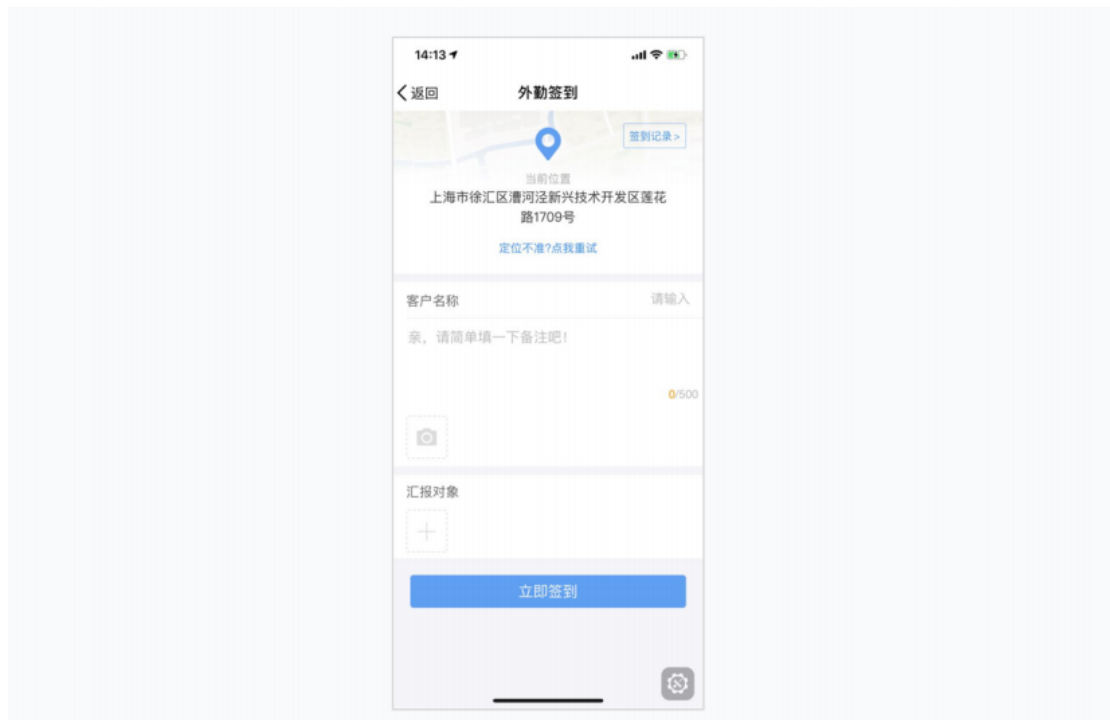 14:13
返回
外勤签到
签到记录 >
当前位置
上海市徐汇区漕河泾新兴技术开发区莲花
路1709号
定位不准?点我重试
客户名称
请输入
亲，请简单填一下备注吧！
0/500
汇报对象
立即签到